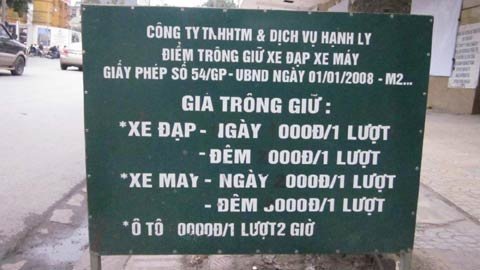 CÔNG TY TNHHTM & DỊCH VỤ HẠNH LY
ĐIỂM TRÔNG GIỮ XE ĐẠP XE MÁY
GIẤY PHÉP SỐ 54/GP-UBND NGÀY 01/01/2008 - M2...
GIÁ TRÔNG GIỮ :
*XE ĐẠP - NGÀY 000Đ/1 LƯỢT
- ĐÊM 000Đ/1 LƯỢT
*XE MAY - NGÀY 000Đ/1 LƯỢT
- ĐÊM 000Đ/1 LƯỢT
*Ô TÔ 0000Đ/1 LƯỢT2 GIỜ